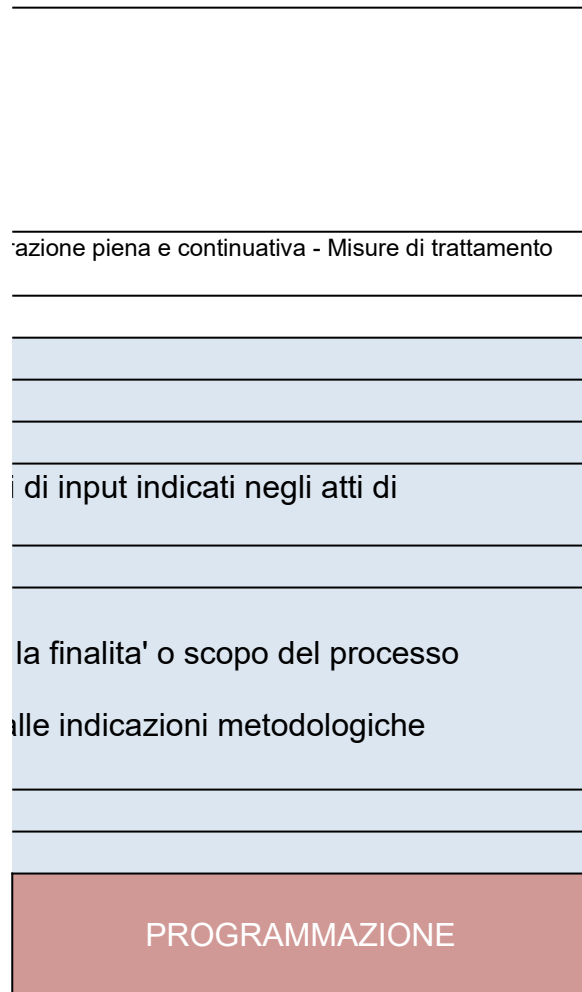 razione piena e continuativa - Misure di trattamento
di input indicati negli atti di
la finalita' o scopo del processo
alle indicazioni metodologiche
PROGRAMMAZIONE